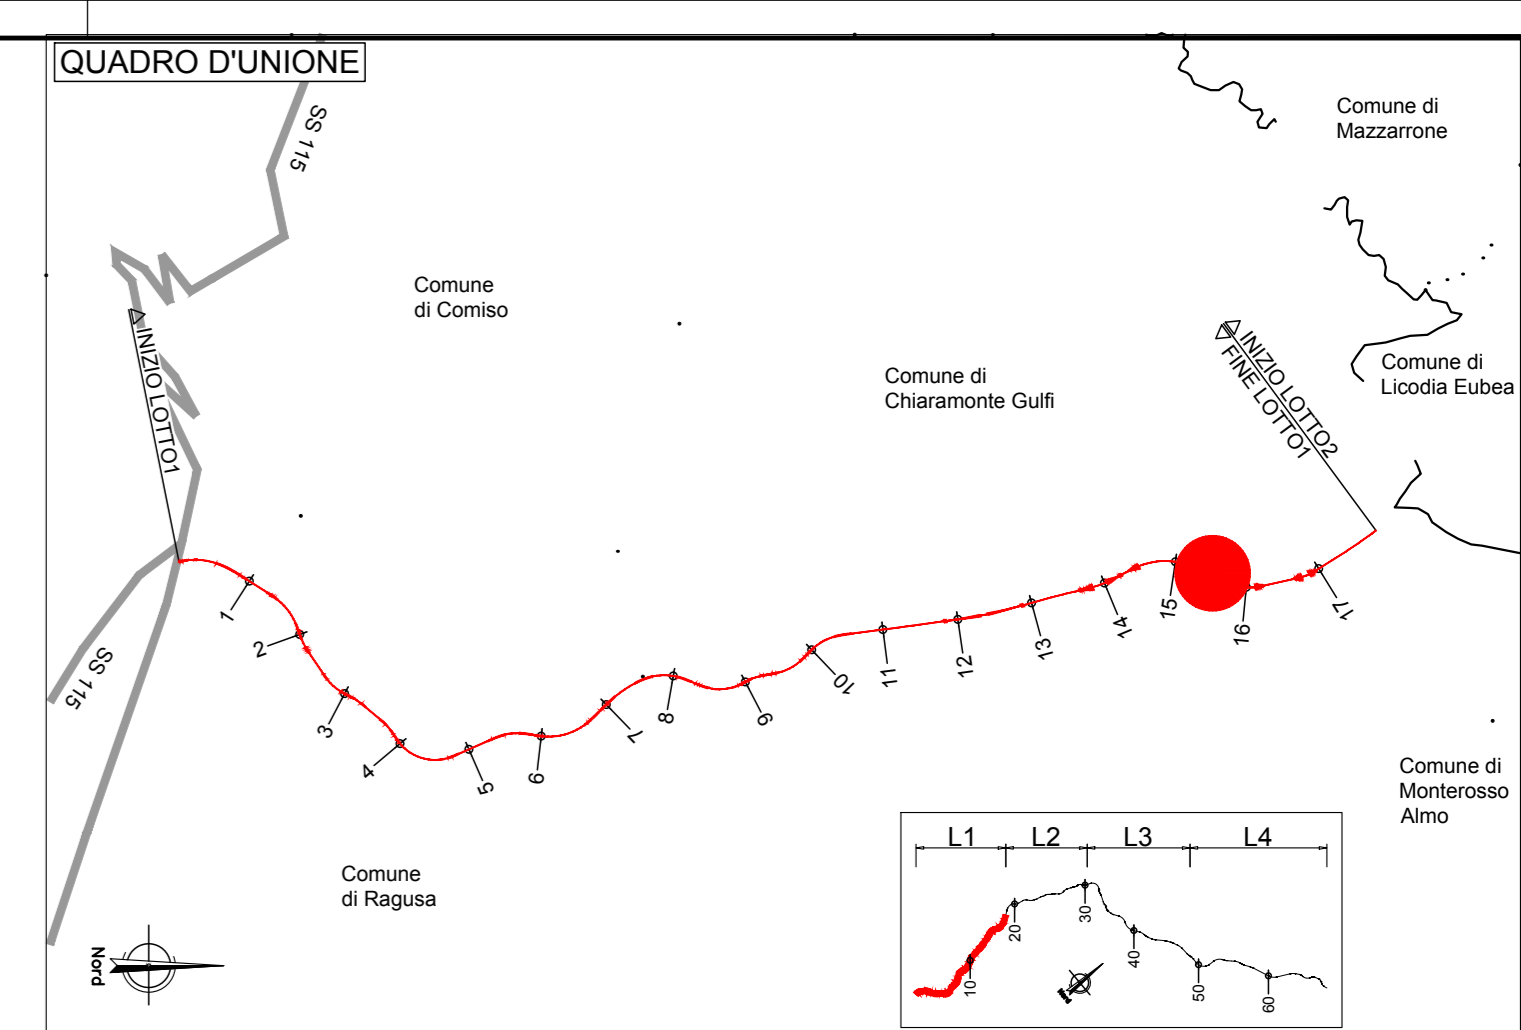 QUADRO D'UNIONE
SS 115
Comune di
Mazzarrone
Comune
di Comiso
INIZIO LOTTO1
Comune di
Chiaramonte Gulfi
INIZIO LOTTO2
FINE LOTTO1
Comune di
Licodia Eubea
1
2
3
4
5
6
7
8
9
10
11
12
13
14
15
16
17
SS 115
Comune di
Monterosso
Almo
Comune
di Ragusa
Nord
L1
L2
L3
L4
10
20
30
40
50
60
Nord